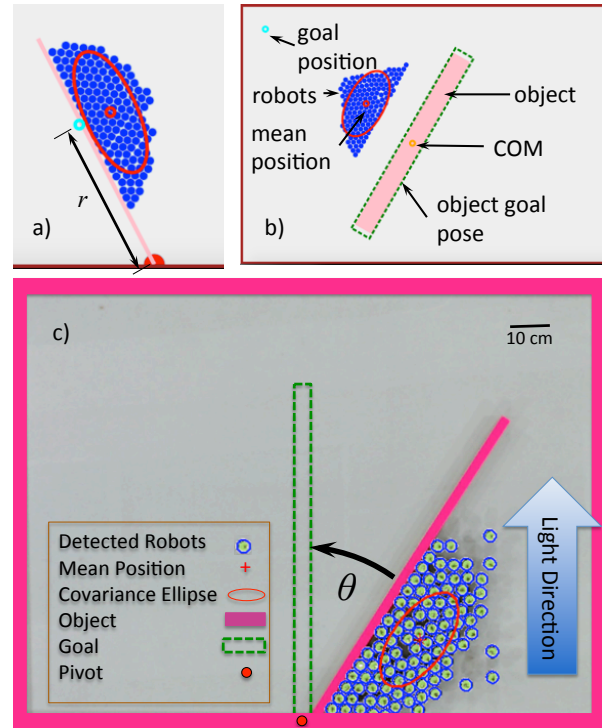 r
a)
goal
position
robots
mean
position
object
COM
object goal
pose
b)
c)
10 cm
θ
Light Direction
Detected Robots
Mean Position
Covariance Ellipse
Object
Goal
Pivot